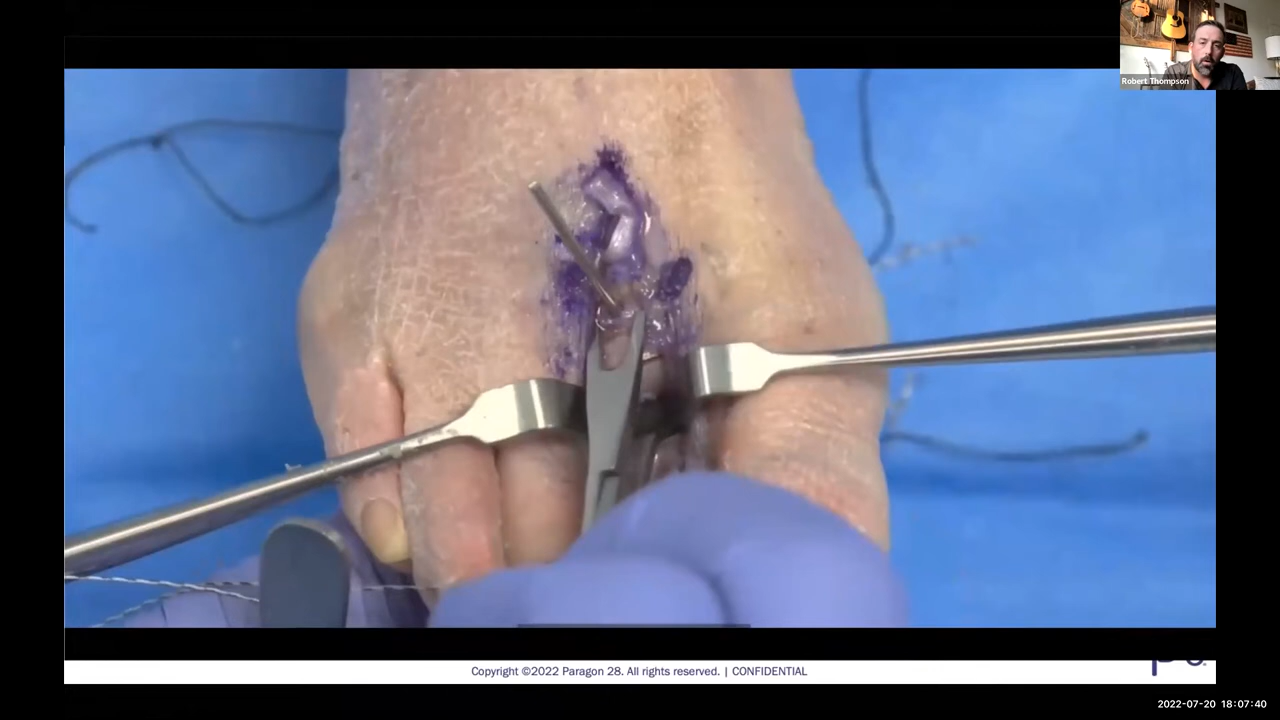 Robert Thompson
Copyright ©2022 Paragon 28. All rights reserved. | CONFIDENTIAL
2022-07-20 18:07:40